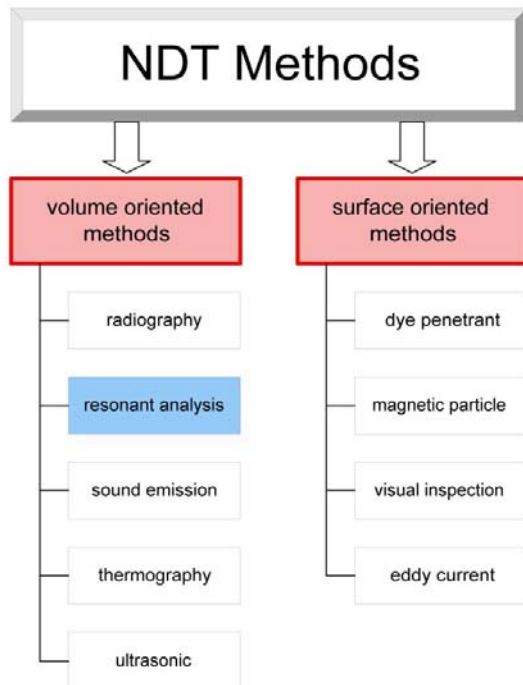 NDT Methods
volume oriented
methods
radiography
resonant analysis
sound emission
thermography
ultrasonic
surface oriented
methods
dye penetrant
magnetic particle
visual inspection
eddy current